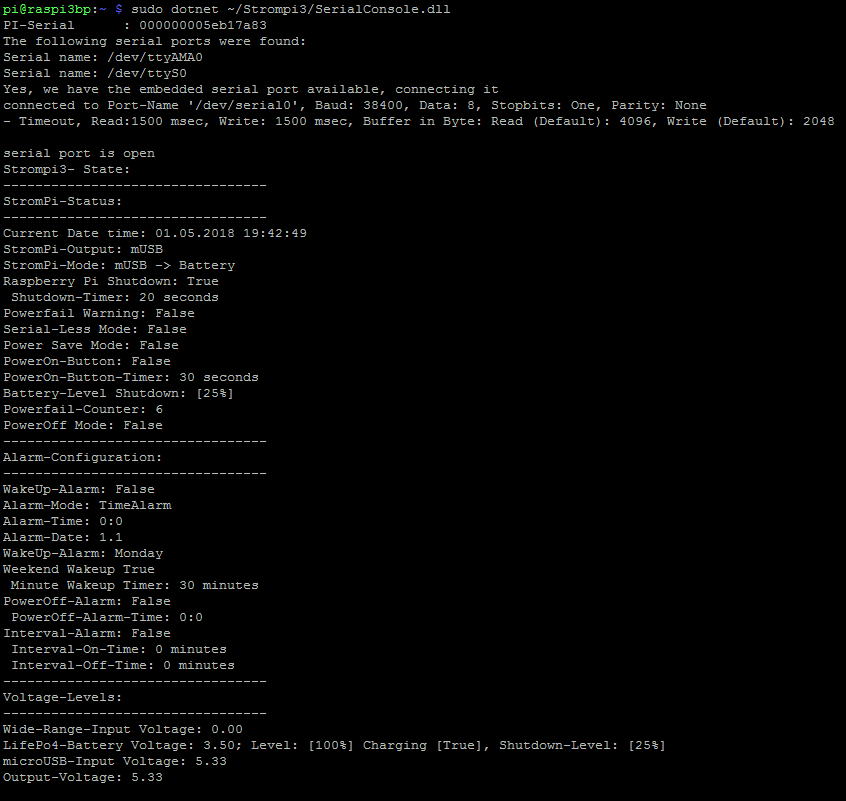 pi@raspi3bp:~ $ sudo dotnet ~/Strompi3/SerialConsole.dll
PI-Serial      : 000000005eb17a83
The following serial ports were found:
Serial name: /dev/ttyAMA0
Serial name: /dev/ttyS0
Yes, we have the embedded serial port available, connecting it
connected to Port-Name '/dev/serial0', Baud: 38400, Data: 8, Stopbits: One, Parity: None
- Timeout, Read:1500 msec, Write: 1500 msec, Buffer in Byte: Read (Default): 4096, Write (Default): 2048
serial port is open
Strompi3- State:
---------------------------------
StromPi-Status:
---------------------------------
Current Date time: 01.05.2018 19:42:49
StromPi-Output: mUSB
StromPi-Mode: mUSB -> Battery
Raspberry Pi Shutdown: True
 Shutdown-Timer: 20 seconds
Powerfail Warning: False
Serial-Less Mode: False
Power Save Mode: False
PowerOn-Button: False
PowerOn-Button-Timer: 30 seconds
Battery-Level Shutdown: [25%]
Powerfail-Counter: 6
PowerOff Mode: False
---------------------------------
Alarm-Configuration:
---------------------------------
WakeUp-Alarm: False
Alarm-Mode: TimeAlarm
Alarm-Time: 0:0
Alarm-Date: 1.1
WakeUp-Alarm: Monday
Weekend Wakeup True
 Minute Wakeup Timer: 30 minutes
PowerOff-Alarm: False
 PowerOff-Alarm-Time: 0:0
Interval-Alarm: False
 Interval-On-Time: 0 minutes
 Interval-Off-Time: 0 minutes
---------------------------------
Voltage-Levels:
---------------------------------
Wide-Range-Input Voltage: 0.00
LifePo4-Battery Voltage: 3.50; Level: [100%] Charging [True], Shutdown-Level: [25%]
microUSB-Input Voltage: 5.33
Output-Voltage: 5.33